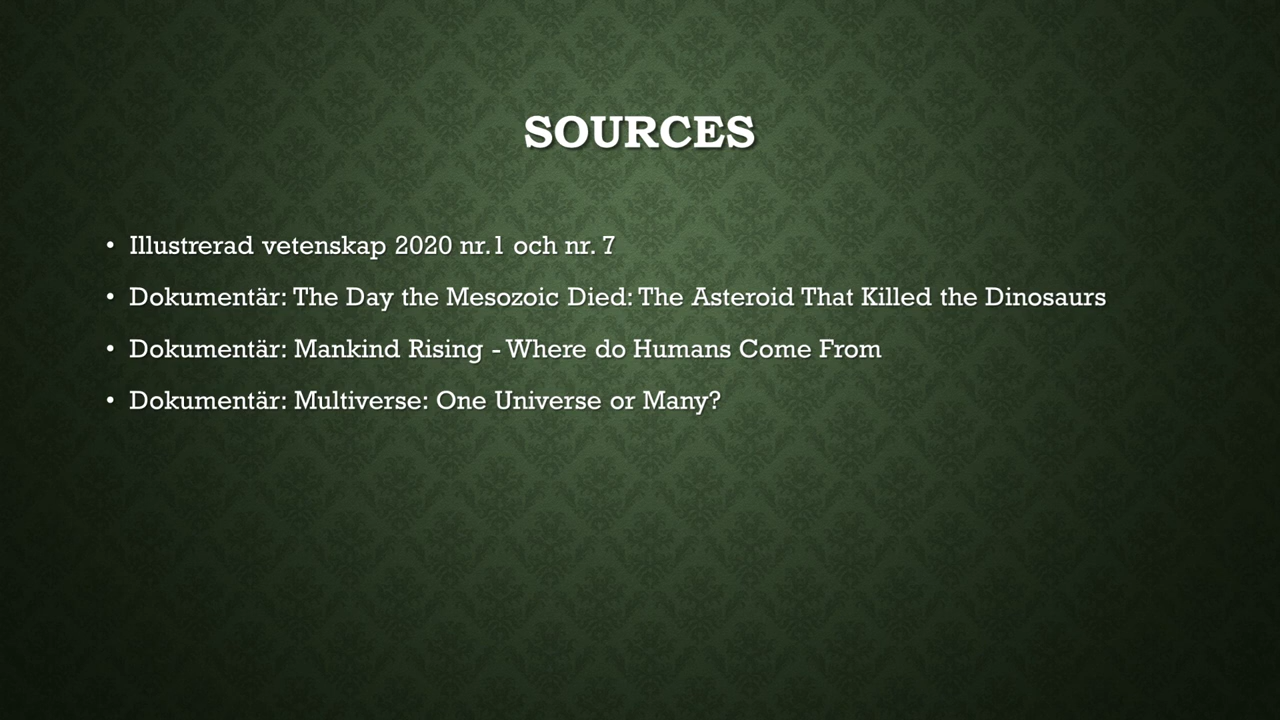 SOURCES
• Illustrerad vetenskap 2020 nr.1 och nr. 7
• Dokumentär: The Day the Mesozoic Died: The Asteroid That Killed the Dinosaurs
• Dokumentär: Mankind Rising - Where do Humans Come From
• Dokumentär: Multiverse: One Universe or Many?